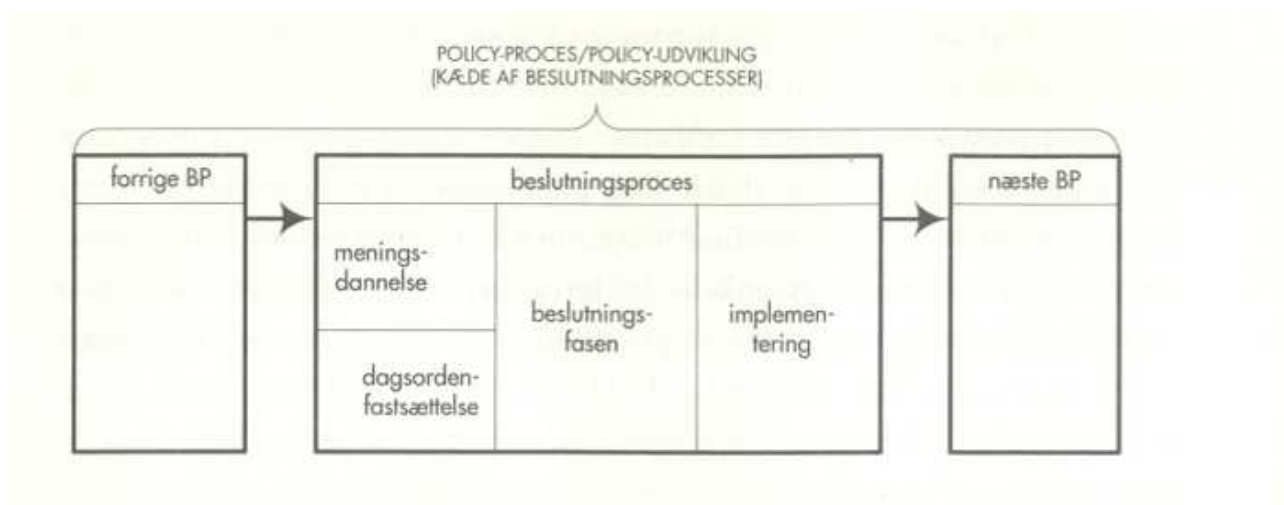 POLICY-PROCES/POLICY-UDVIKLING
(KÆDE AF BESLUTNINGSPROCESSER)
forrige BP
beslutningsproces
næste BP
menings-
dannelse
beslutnings-
fasen
implemen-
tering
dagsorden-
fastsættelse